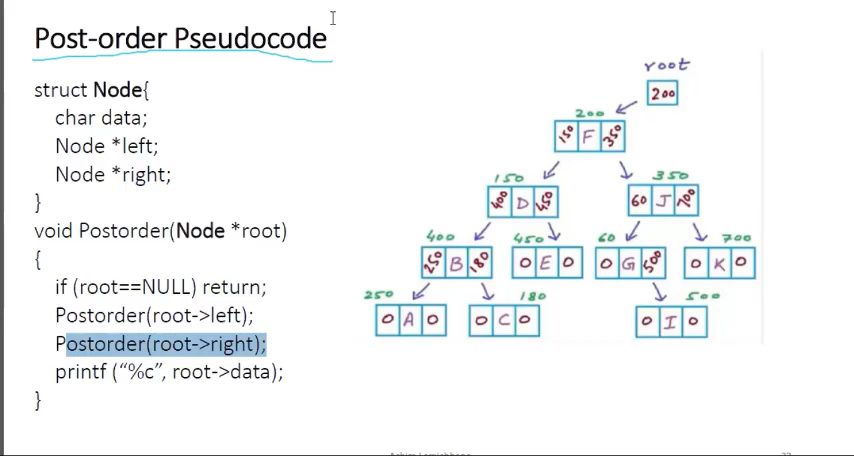 Post-order Pseudocode
struct Node{
char data;
Node *left;
Node *right;
}
void Postorder(Node *root)
{
if (root==NULL) return;
Postorder(root->left);
Postorder(root->right);
printf (“%c”, root->data);
}
root
200
200
150 F 350
150
350
400 D 450
60 J 700
400
450
60
700
250 B 180
0 E 0
0 G 500
0 K 0
250
180
500
0 A 0
0 C 0
0 I 0